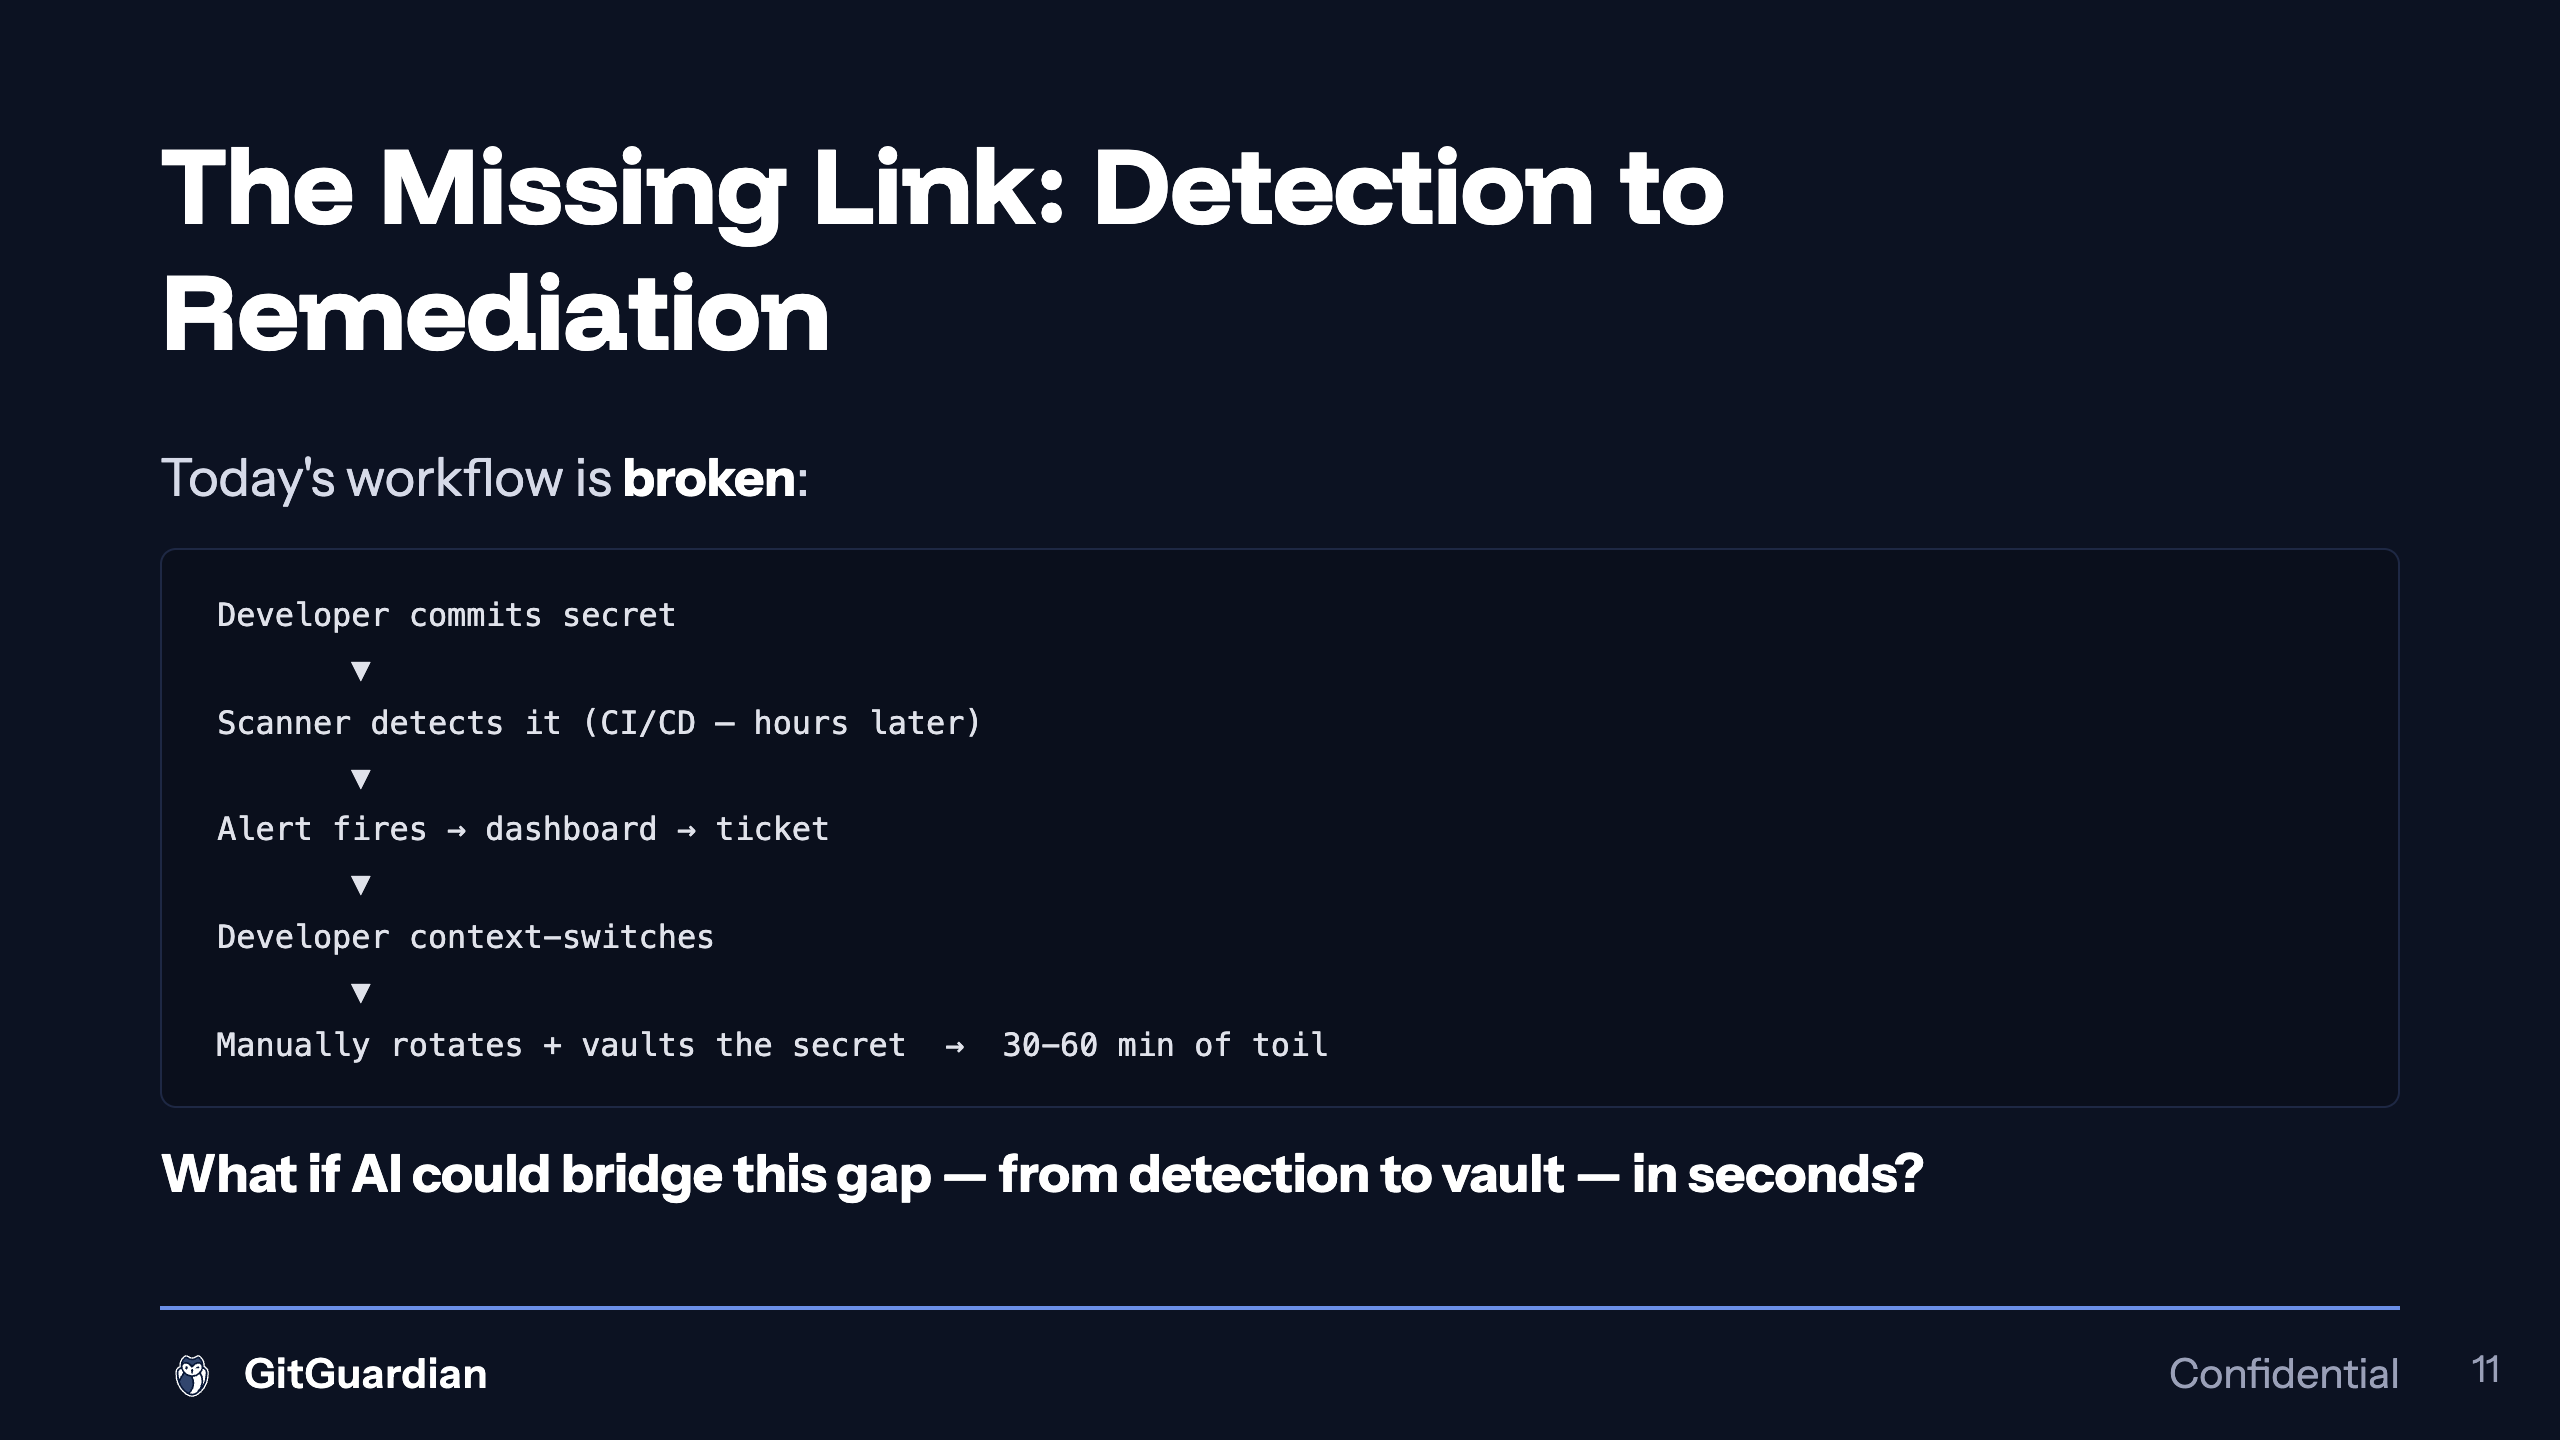 The Missing Link: Detection to
Remediation
Today's workflow is broken:
Developer commits secret
▼
Scanner detects it (CI/CD — hours later)
▼
Alert fires → dashboard → ticket
▼
Developer context-switches
▼
Manually rotates + vaults the secret  →  30–60 min of toil
What if AI could bridge this gap — from detection to vault — in seconds?
GitGuardian
Confidential
11